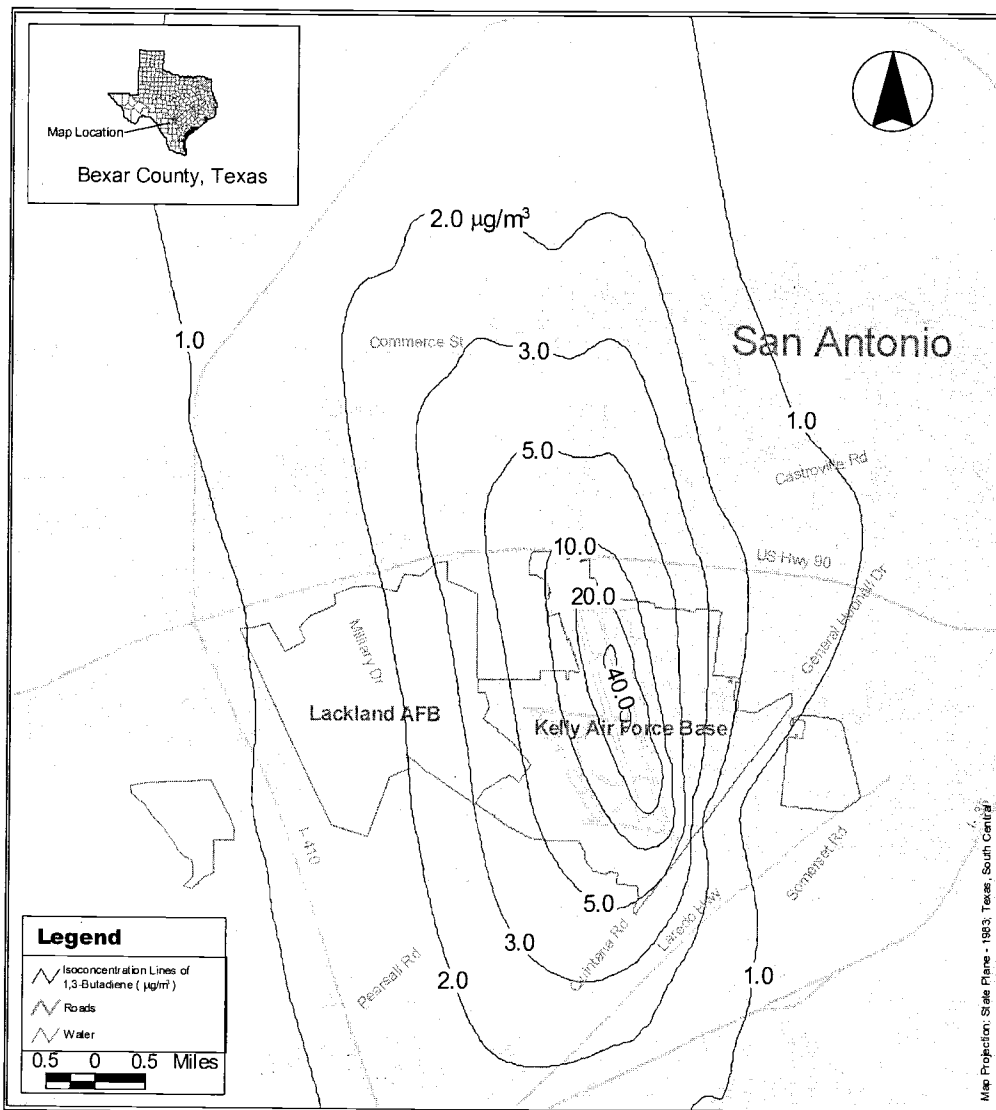 Map Location
Bexar County, Texas
2.0 µg/m³
1.0
Commerce St
3.0
San Antonio
1.0
5.0
Castroville Rd
10.0
US Hwy 90
20.0
General Hudnall Dr
Military Dr
40.0
Lackland AFB
Kelly Air Force Base
I-410
Somerset Rd
5.0
Quintana Rd
Laredo Hwy
3.0
Pearsall Rd
2.0
1.0
Legend
Isoconcentration Lines of
1,3-Butadiene ( µg/m³ )
Roads
Water
0.5 0 0.5 Miles
Map Projection: State Plane - 1983; Texas, South Central